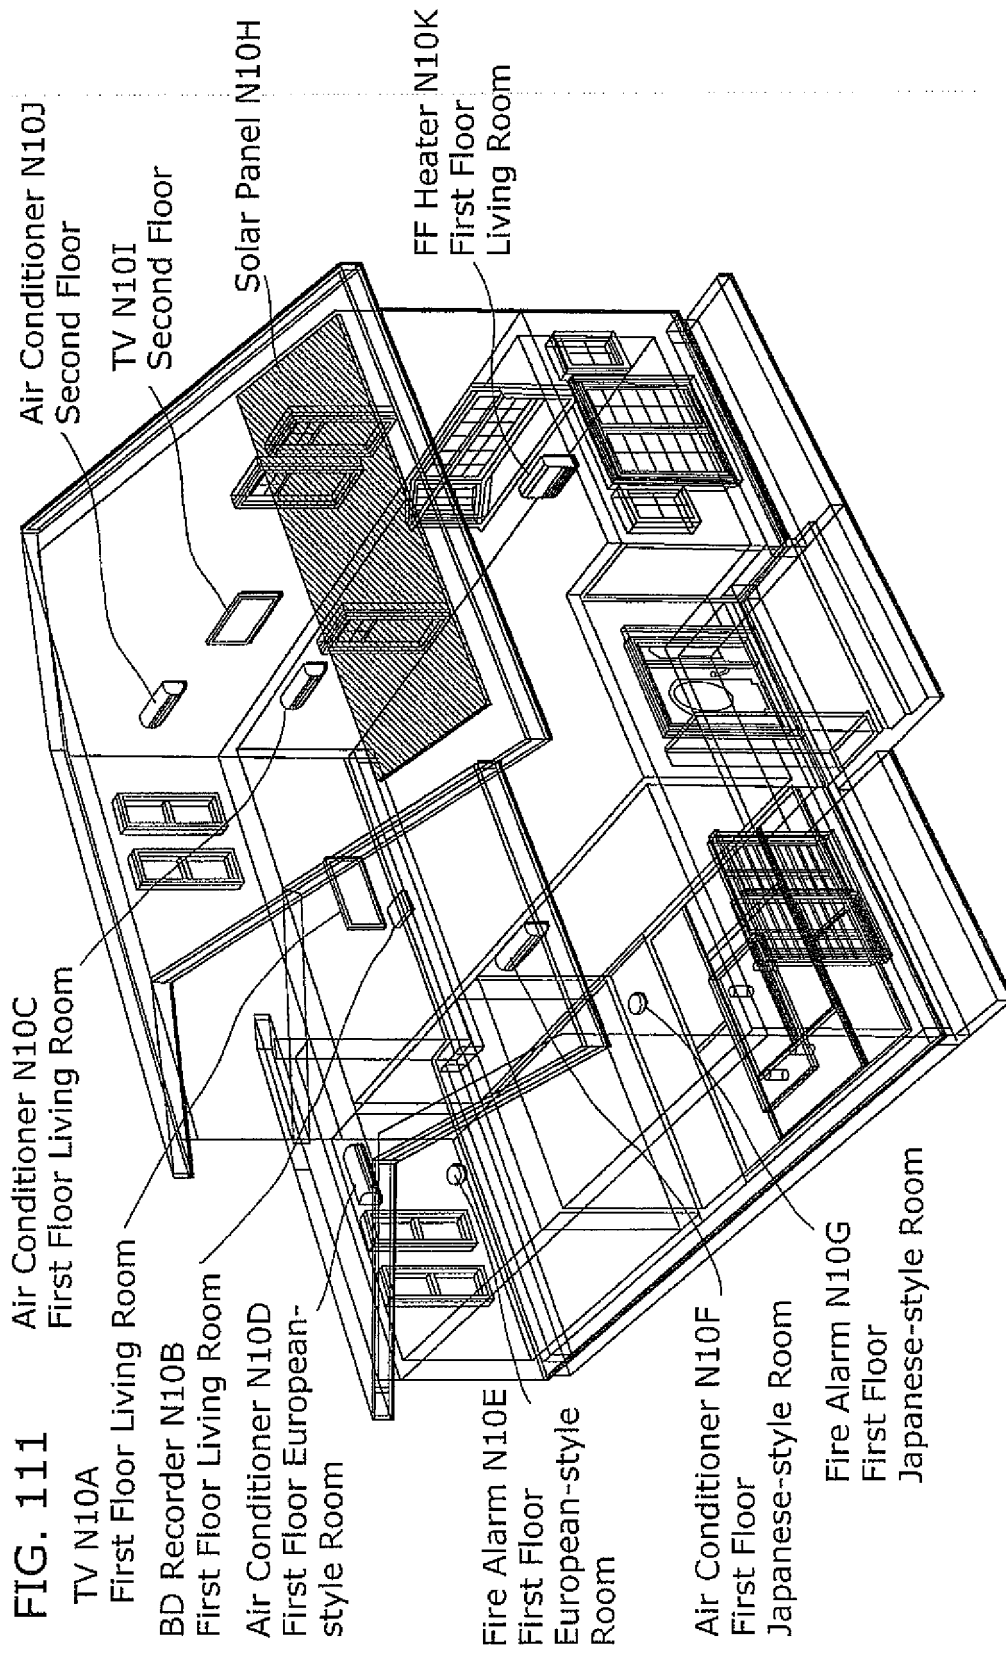 FIG. 111
TV N10A
First Floor Living Room
BD Recorder N10B
First Floor Living Room
Air Conditioner N10C
First Floor Living Room
Air Conditioner N10D
First Floor European-
style Room
Fire Alarm N10E
First Floor
European-style
Room
Air Conditioner N10F
First Floor
Japanese-style Room
Fire Alarm N10G
First Floor
Japanese-style Room
Air Conditioner N10J
Second Floor
TV N10I
Second Floor
Solar Panel N10H
FF Heater N10K
First Floor
Living Room